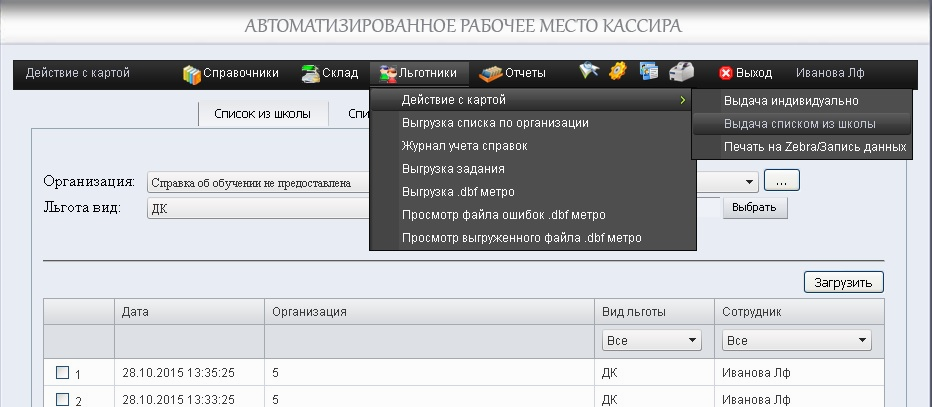 АВТОМАТИЗИРОВАННОЕ РАБОЧЕЕ МЕСТО КАССИРА
Действие с картой Справочники Склад Льготники Отчеты Выход Иванова Лф
Действие с картой
Выгрузка списка по организации
Журнал учета справок
Выгрузка задания
Выгрузка .dbf метро
Просмотр файла ошибок .dbf метро
Просмотр выгруженного файла .dbf метро
Выдача индивидуально
Выдача списком из школы
Печать на Zebra/Запись данных
Список из школы Спи
Организация: Справка об обучении не предоставлена ...
Льгота вид: ДК Выбрать
Загрузить
Дата Организация Вид льготы Сотрудник
Все Все
1 28.10.2015 13:35:25 5 ДК Иванова Лф
2 28.10.2015 13:33:25 5 ДК Иванова Лф